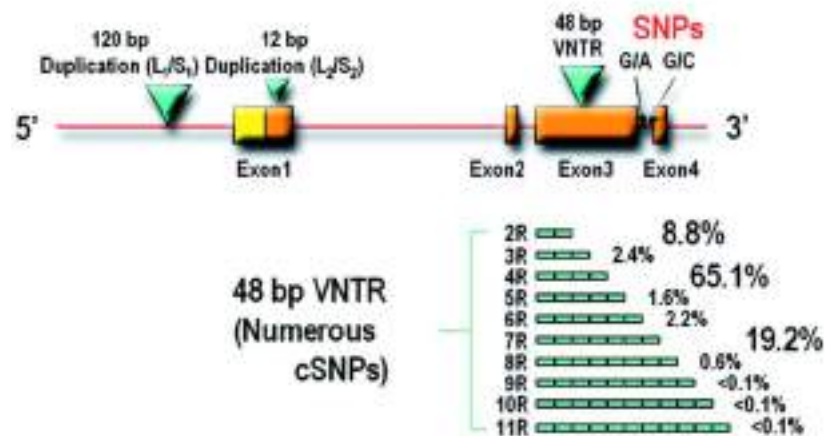 120 bp
Duplication (L₁/S₁)
12 bp
Duplication (L₂/S₂)
48 bp
VNTR
SNPs
G/A G/C
5'
3'
Exon1
Exon2
Exon3
Exon4
48 bp VNTR
(Numerous
cSNPs)
2R 8.8%
3R 2.4%
4R 65.1%
5R 1.6%
6R 2.2%
7R 19.2%
8R 0.6%
9R <0.1%
10R <0.1%
11R <0.1%